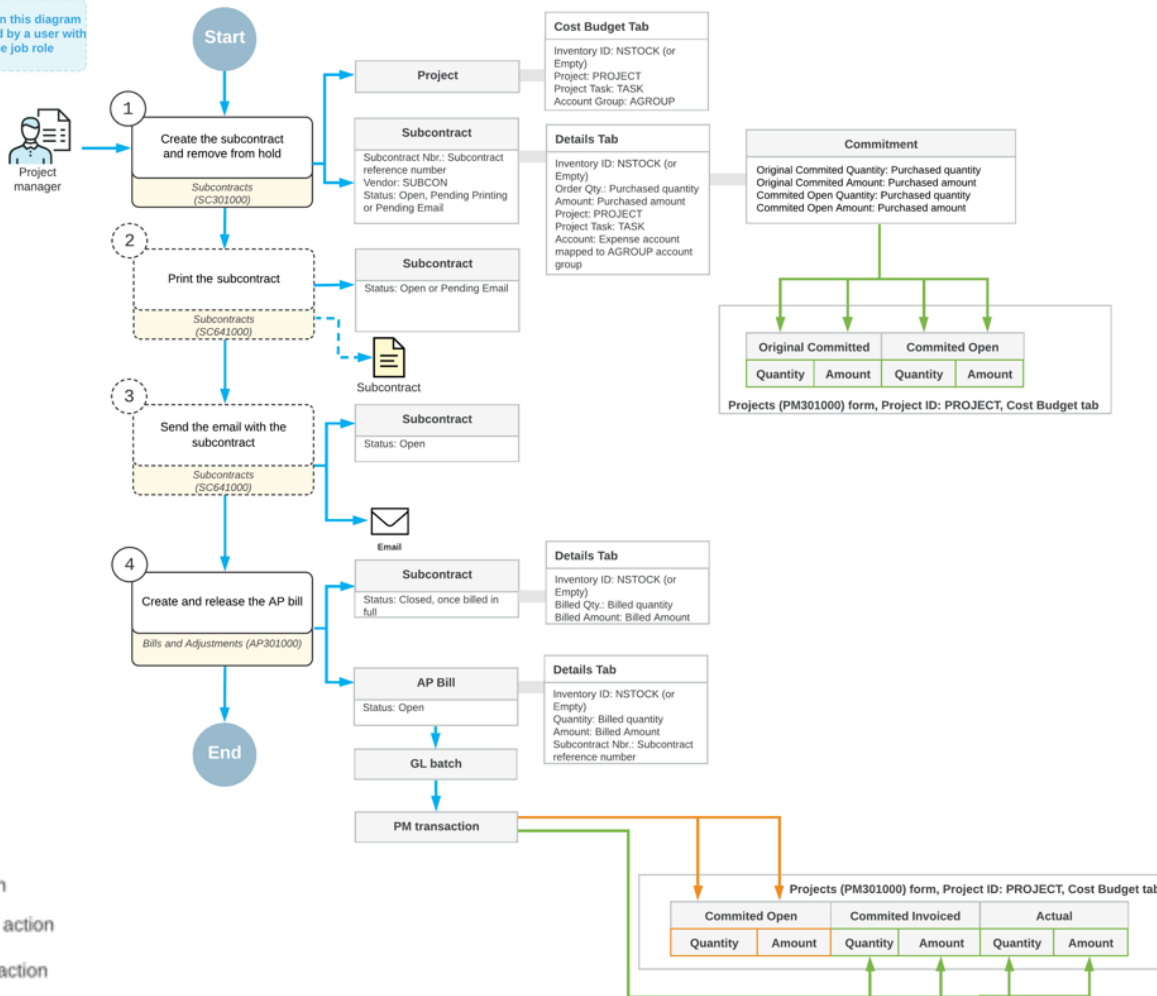 n this diagram
d by a user with
e job role
Start
Project
manager
1
Create the subcontract
and remove from hold
Subcontracts
(SC301000)
Project
Cost Budget Tab
Inventory ID: NSTOCK (or
Empty)
Project: PROJECT
Project Task: TASK
Account Group: AGROUP
Subcontract
Subcontract Nbr.: Subcontract
reference number
Vendor: SUBCON
Status: Open, Pending Printing
or Pending Email
Details Tab
Inventory ID: NSTOCK (or
Empty)
Order Qty.: Purchased quantity
Amount: Purchased amount
Project: PROJECT
Project Task: TASK
Account: Expense account
mapped to AGROUP account
group
Commitment
Original Commited Quantity: Purchased quantity
Original Commited Amount: Purchased amount
Commited Open Quantity: Purchased quantity
Commited Open Amount: Purchased amount
2
Print the subcontract
Subcontracts
(SC641000)
Subcontract
Status: Open or Pending Email
Subcontract
Original Committed
Commited Open
Quantity
Amount
Quantity
Amount
Projects (PM301000) form, Project ID: PROJECT, Cost Budget tab
3
Send the email with the
subcontract
Subcontracts
(SC641000)
Subcontract
Status: Open
Email
4
Create and release the AP bill
Bills and Adjustments (AP301000)
Subcontract
Status: Closed, once billed in
full
Details Tab
Inventory ID: NSTOCK (or
Empty)
Billed Qty.: Billed quantity
Billed Amount: Billed Amount
AP Bill
Status: Open
Details Tab
Inventory ID: NSTOCK (or
Empty)
Quantity: Billed quantity
Amount: Billed Amount
Subcontract Nbr.: Subcontract
reference number
End
GL batch
PM transaction
Projects (PM301000) form, Project ID: PROJECT, Cost Budget tab
Commited Open
Commited Invoiced
Actual
Quantity
Amount
Quantity
Amount
Quantity
Amount
n
action
action